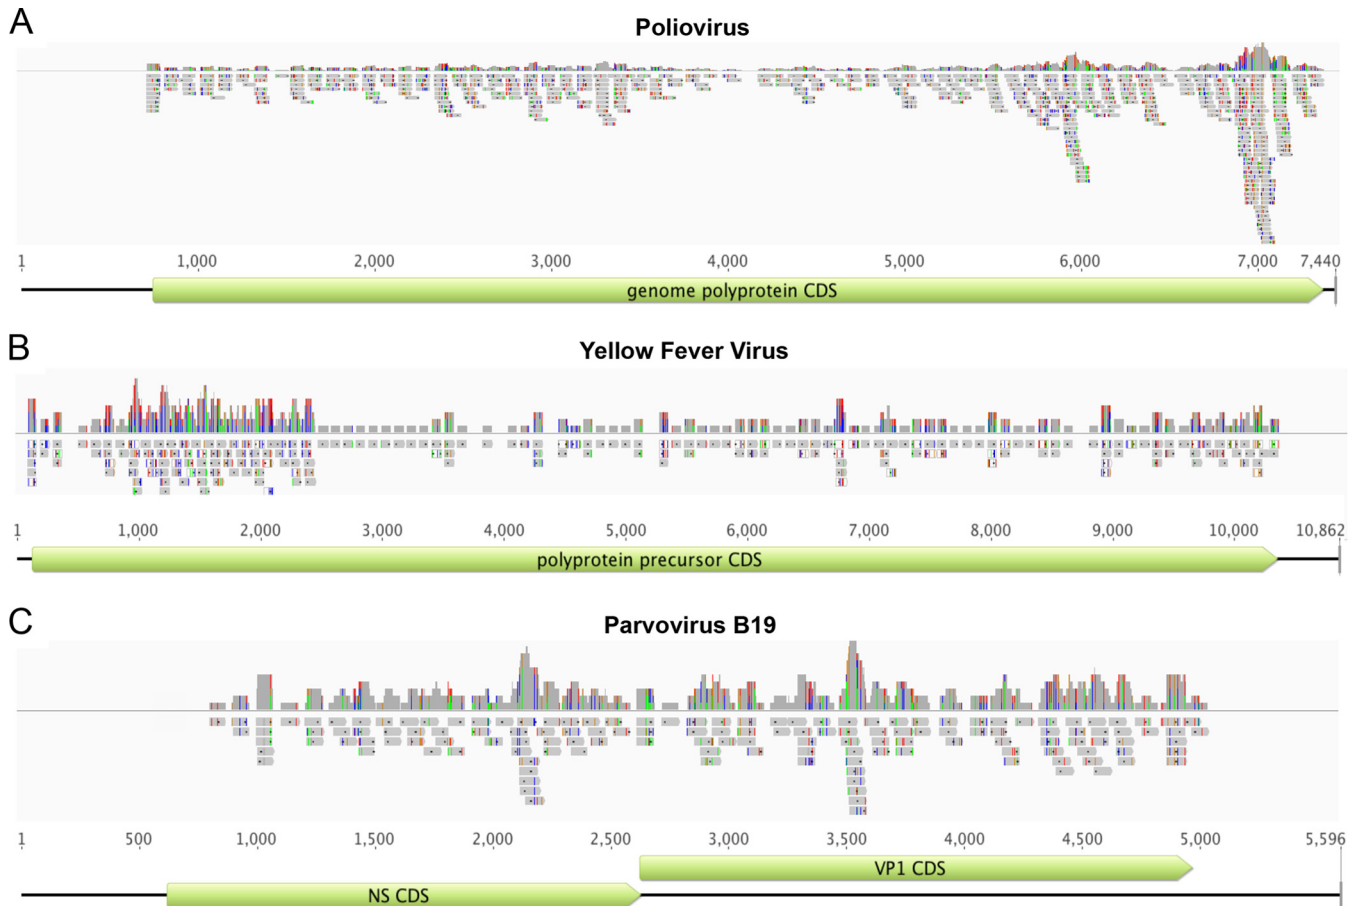 A
Poliovirus
1 1,000 2,000 3,000 4,000 5,000 6,000 7,000 7,440
genome polyprotein CDS
B
Yellow Fever Virus
1 1,000 2,000 3,000 4,000 5,000 6,000 7,000 8,000 9,000 10,000 10,862
polyprotein precursor CDS
C
Parvovirus B19
1 500 1,000 1,500 2,000 2,500 3,000 3,500 4,000 4,500 5,000 5,596
VP1 CDS
NS CDS